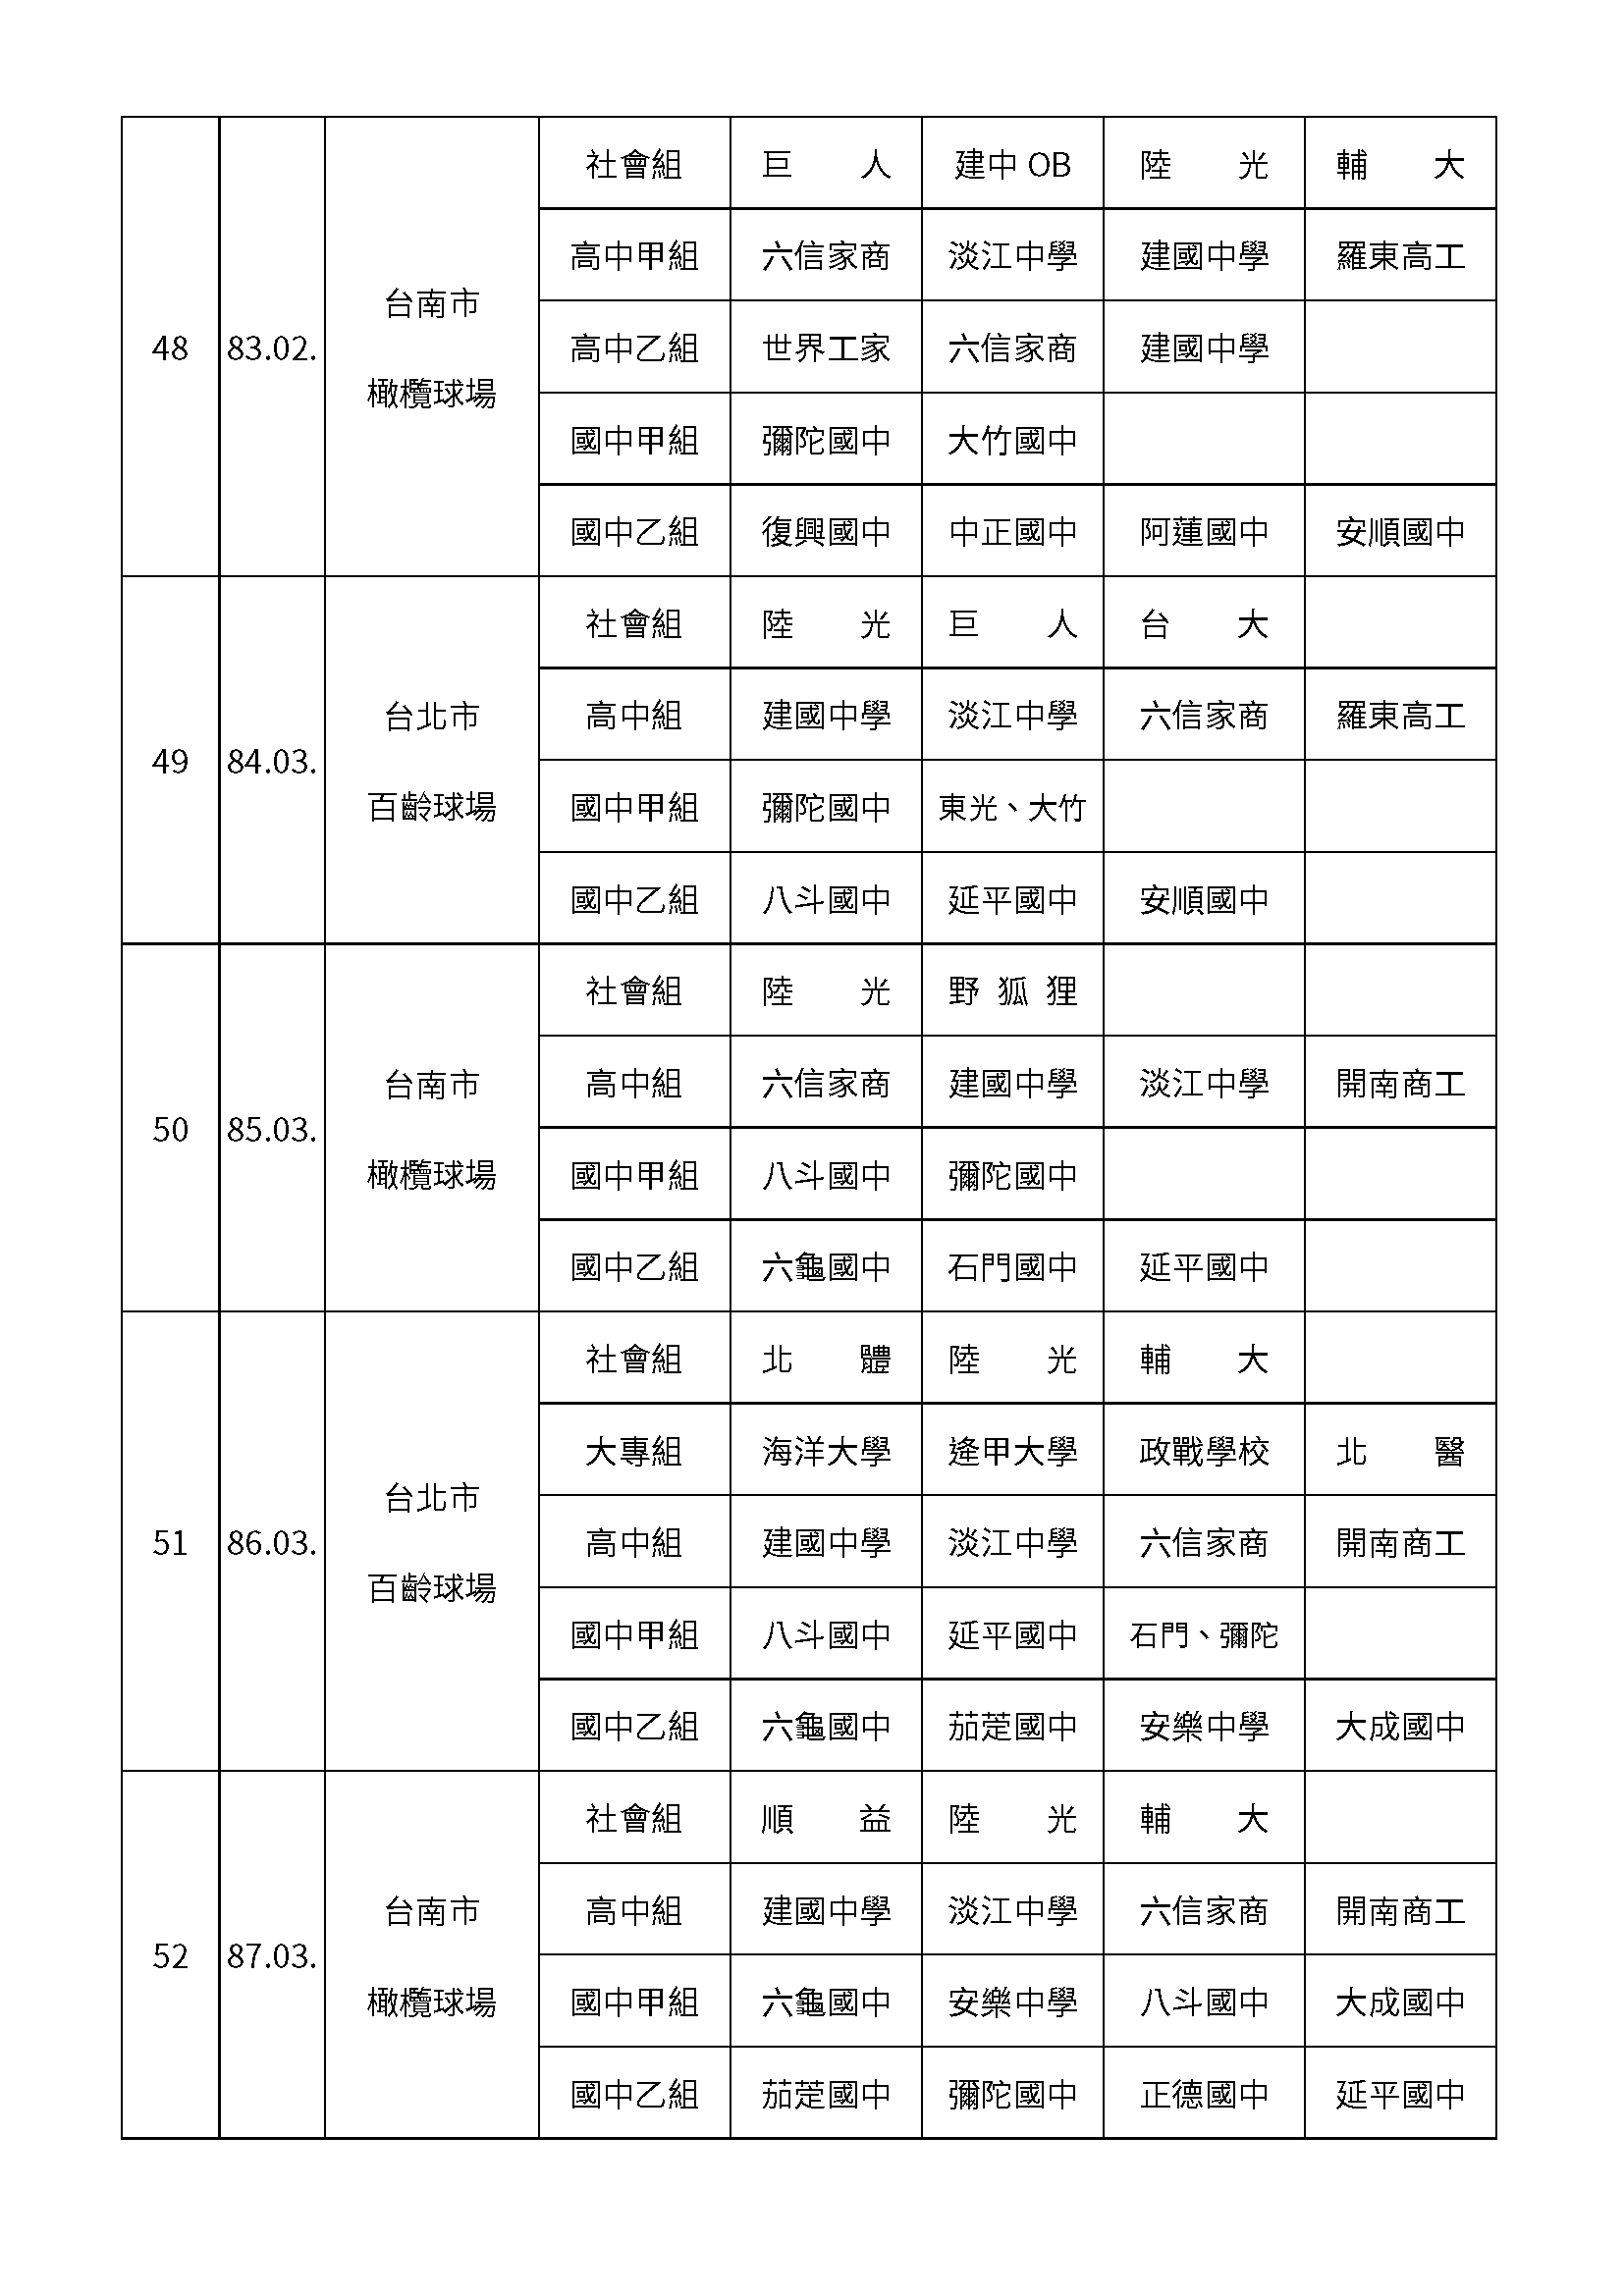 48 83.02. 台南市 橄欖球場 社會組 巨人 建中 OB 陸光 輔大
高中甲組 六信家商 淡江中學 建國中學 羅東高工
高中乙組 世界工家 六信家商 建國中學
國中甲組 彌陀國中 大竹國中
國中乙組 復興國中 中正國中 阿蓮國中 安順國中
49 84.03. 台北市 百齡球場 社會組 陸光 巨人 台大
高中組 建國中學 淡江中學 六信家商 羅東高工
國中甲組 彌陀國中 東光、大竹
國中乙組 八斗國中 延平國中 安順國中
50 85.03. 台南市 橄欖球場 社會組 陸光 野狐狸
高中組 六信家商 建國中學 淡江中學 開南商工
國中甲組 八斗國中 彌陀國中
國中乙組 六龜國中 石門國中 延平國中
51 86.03. 台北市 百齡球場 社會組 北體 陸光 輔大
大專組 海洋大學 逢甲大學 政戰學校 北醫
高中組 建國中學 淡江中學 六信家商 開南商工
國中甲組 八斗國中 延平國中 石門、彌陀
國中乙組 六龜國中 茄萣國中 安樂中學 大成國中
52 87.03. 台南市 橄欖球場 社會組 順益 陸光 輔大
高中組 建國中學 淡江中學 六信家商 開南商工
國中甲組 六龜國中 安樂中學 八斗國中 大成國中
國中乙組 茄萣國中 彌陀國中 正德國中 延平國中